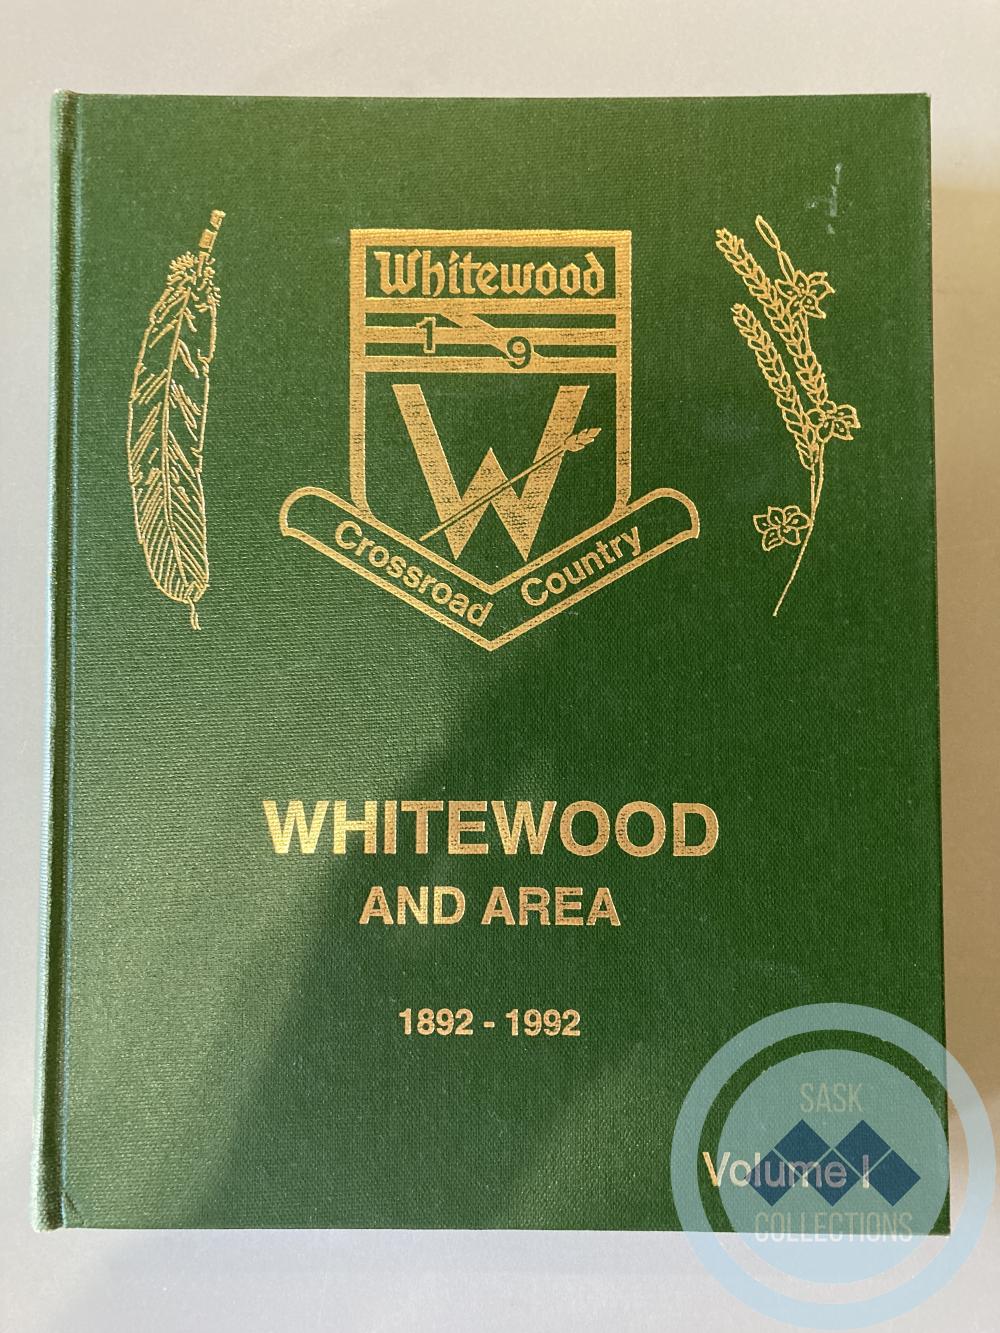 Whitewood
1
9
W
Crossroad Country
WHITEWOOD
AND AREA
1892 - 1992
Volume I
SASK
COLLECTIONS